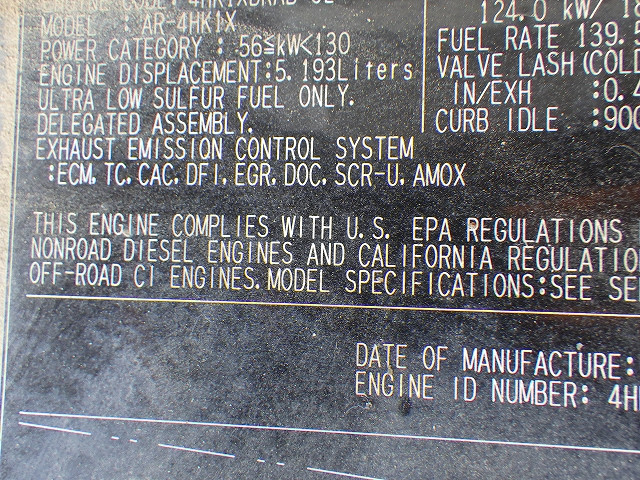 MODEL : AR-4HK1X
POWER CATEGORY : 56≦kW<130
ENGINE DISPLACEMENT:5.193Liters
ULTRA LOW SULFUR FUEL ONLY.
DELEGATED ASSEMBLY.
EXHAUST EMISSION CONTROL SYSTEM
:ECM, TC, CAC, DFI, EGR, DOC, SCR-U, AMOX
124.0 kW/
FUEL RATE 139.5
VALVE LASH(COLD
IN/EXH :0.4
CURB IDLE :900
THIS ENGINE COMPLIES WITH U.S. EPA REGULATIONS
NONROAD DIESEL ENGINES AND CALIFORNIA REGULATIO
OFF-ROAD CI ENGINES.MODEL SPECIFICATIONS:SEE SE
DATE OF MANUFACTURE:
ENGINE ID NUMBER: 4H